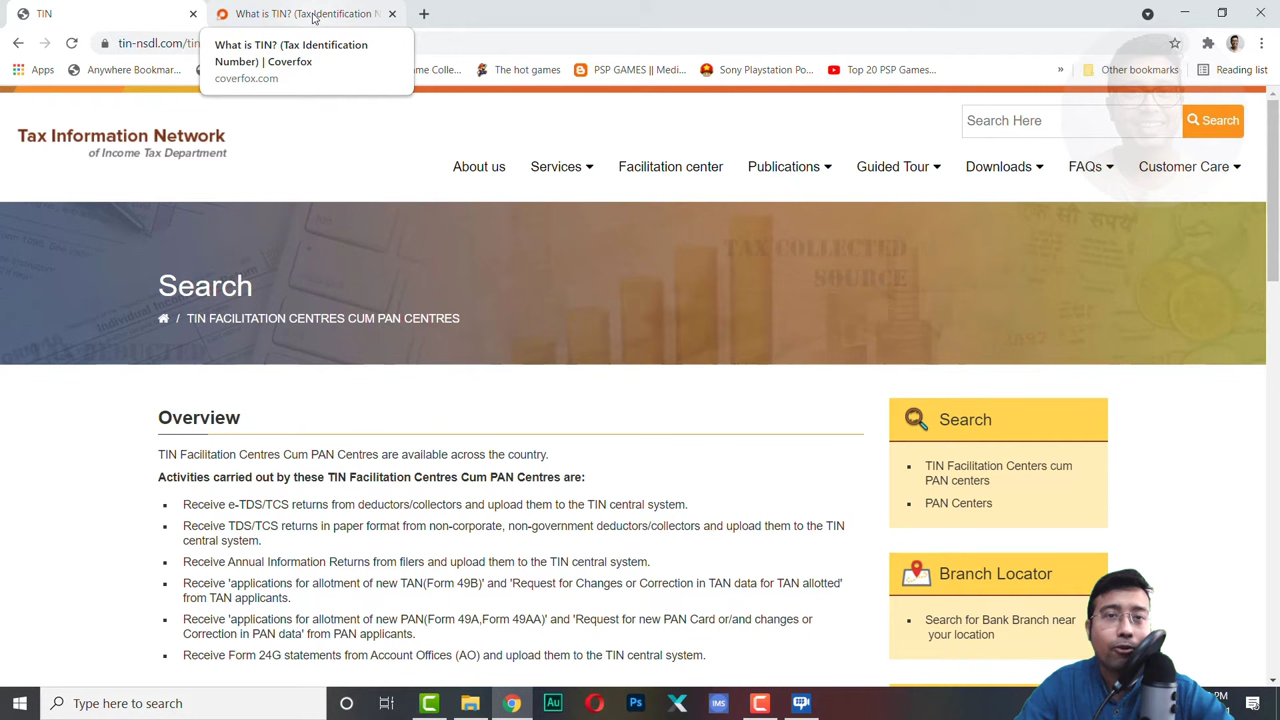 TIN
What is TIN? (Tax Identification N
tin-nsdl.com/tin
What is TIN? (Tax Identification
Number) | Coverfox
coverfox.com
Apps
Anywhere Bookmar...
me Colle...
The hot games
PSP GAMES || Medi...
Sony Playstation Po...
Top 20 PSP Games...
»
Other bookmarks
Reading list
Tax Information Network
of Income Tax Department
Search Here
Search
About us
Services
Facilitation center
Publications
Guided Tour
Downloads
FAQs
Customer Care
TAX COLLECTED
SOURCE
Search
/ TIN FACILITATION CENTRES CUM PAN CENTRES
Overview
TIN Facilitation Centres Cum PAN Centres are available across the country.
Activities carried out by these TIN Facilitation Centres Cum PAN Centres are:
Receive e-TDS/TCS returns from deductors/collectors and upload them to the TIN central system.
Receive TDS/TCS returns in paper format from non-corporate, non-government deductors/collectors and upload them to the TIN
central system.
Receive Annual Information Returns from filers and upload them to the TIN central system.
Receive 'applications for allotment of new TAN(Form 49B)' and 'Request for Changes or Correction in TAN data for TAN allotted'
from TAN applicants.
Receive 'applications for allotment of new PAN(Form 49A,Form 49AA)' and 'Request for new PAN Card or/and changes or
Correction in PAN data' from PAN applicants.
Receive Form 24G statements from Account Offices (AO) and upload them to the TIN central system.
Search
TIN Facilitation Centers cum
PAN centers
PAN Centers
Branch Locator
Search for Bank Branch near
your location
Type here to search
Au
Ps
IMS
PM